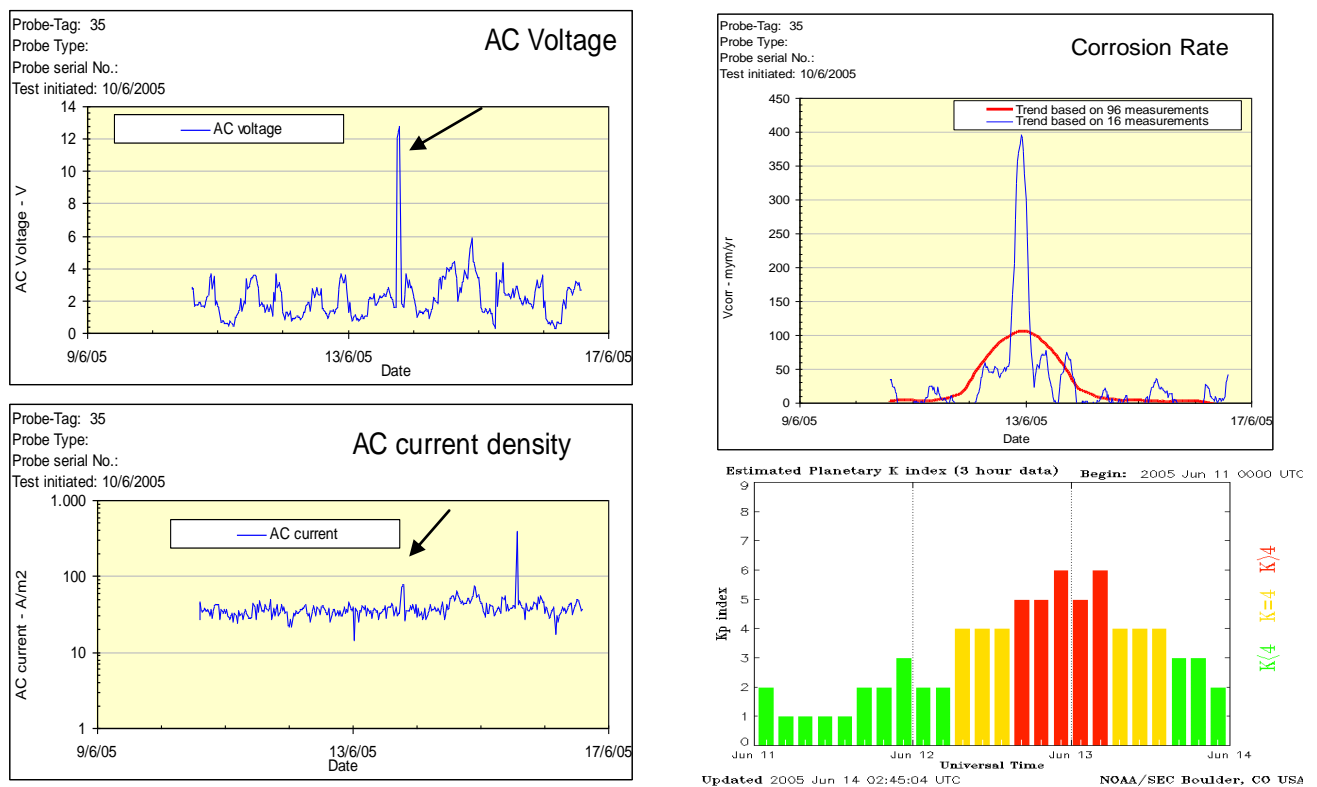 Probe-Tag: 35
Probe Type:
Probe serial No.:
Test initiated: 10/6/2005
AC Voltage
AC voltage
14
12
10
8
6
4
2
0
AC Voltage - V
9/6/05
13/6/05
17/6/05
Date
Probe-Tag: 35
Probe Type:
Probe serial No.:
Test initiated: 10/6/2005
AC current density
AC current
1.000
100
10
1
AC current - A/m2
9/6/05
13/6/05
17/6/05
Date
Probe-Tag: 35
Probe Type:
Probe serial No.:
Test initiated: 10/6/2005
Corrosion Rate
Trend based on 96 measurements
Trend based on 16 measurements
450
400
350
300
250
200
150
100
50
0
Vcorr - mym/yr
9/6/05
13/6/05
17/6/05
Date
Estimated Planetary K index (3 hour data) Begin: 2005 Jun 11 0000 UTC
9
8
7
6
5
4
3
2
1
0
Kp index
K<4 K=4 K>4
Jun 11
Jun 12
Jun 13
Jun 14
Universal Time
Updated 2005 Jun 14 02:45:04 UTC
NOAA/SEC Boulder, CO USA